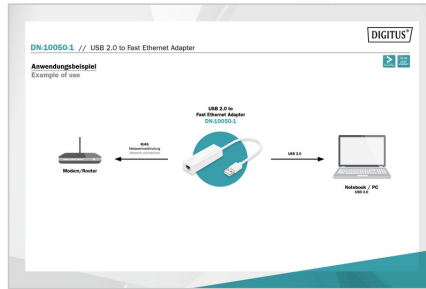 DIGITUS®
DN-10050-1 // USB 2.0 to Fast Ethernet Adapter
Anwendungsbeispiel
Example of use
USB 2.0 to
Fast Ethernet Adapter
DN-10050-1
RJ45
Netzwerkverbindung
Network connection
USB 2.0
Modem/Router
Notebook / PC
USB 2.0